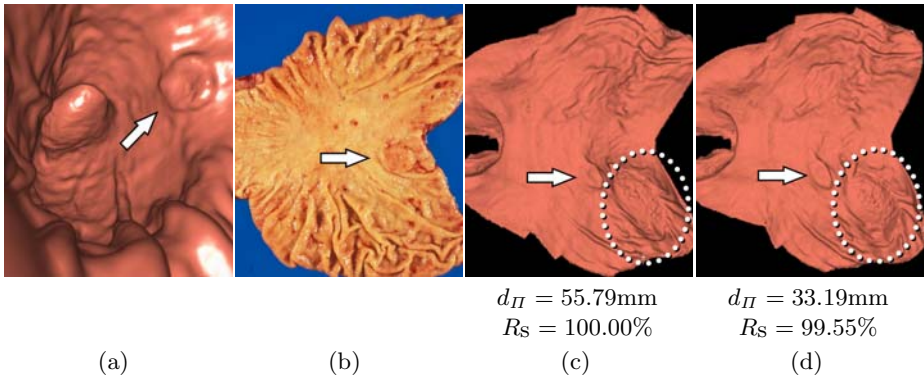 d_Π = 55.79mm d_Π = 33.19mm
R_S = 100.00% R_S = 99.55%
(a) (b) (c) (d)